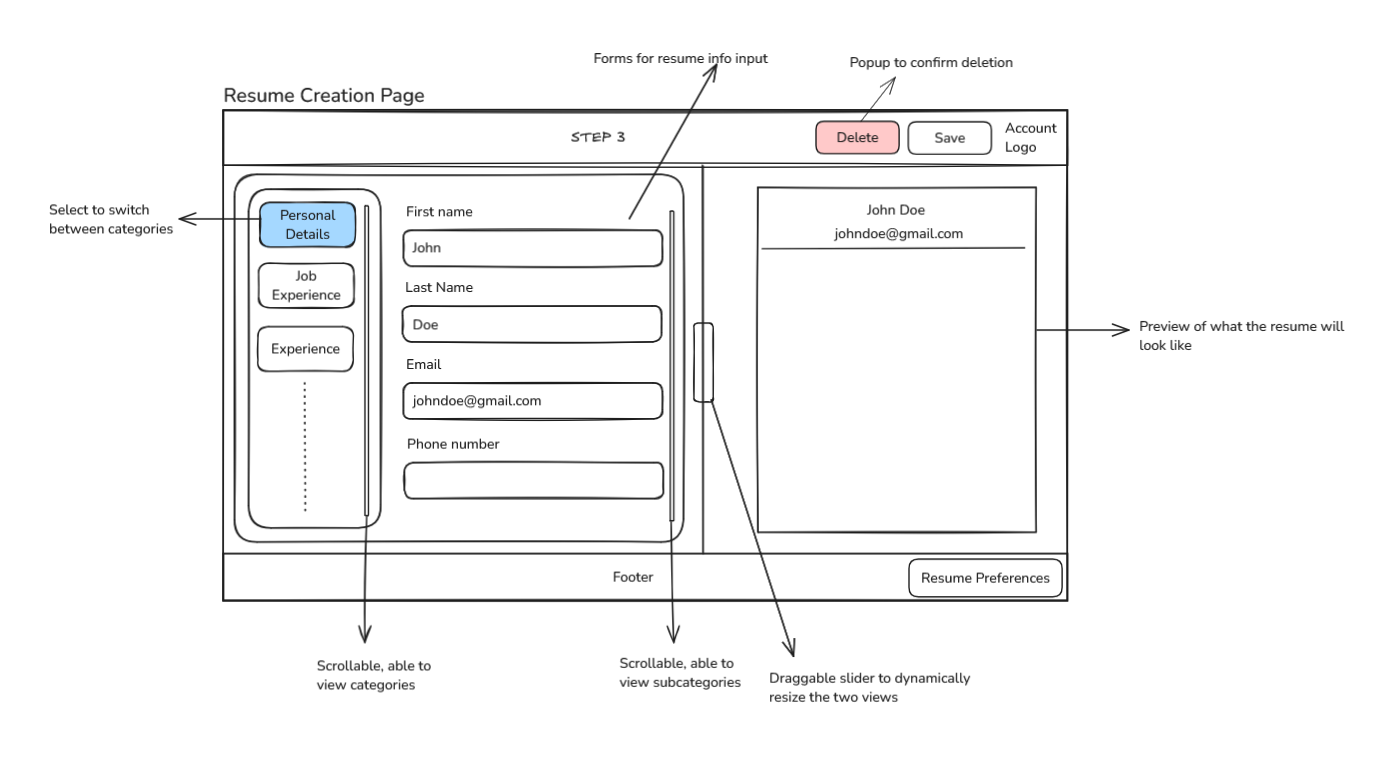 Forms for resume info input
Popup to confirm deletion
Resume Creation Page
STEP 3
Delete
Save
Account
Logo
Select to switch
between categories
Personal
Details
Job
Experience
Experience
First name
John
Last Name
Doe
Email
johndoe@gmail.com
Phone number
John Doe
johndoe@gmail.com
Preview of what the resume will
look like
Footer
Resume Preferences
Scrollable, able to
view categories
Scrollable, able to
view subcategories
Draggable slider to dynamically
resize the two views